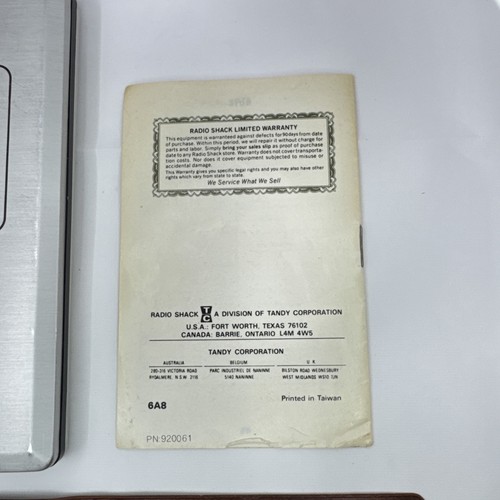 RADIO SHACK LIMITED WARRANTY
This equipment is warranted against defects for 90 days from date
of purchase. Within this period, we will repair it without charge for
parts and labor. Simply bring your sales slip as proof of purchase
date to any Radio Shack store. Warranty does not cover transporta-
tion costs. Nor does it cover equipment subjected to misuse or
accidental damage.
This Warranty gives you specific legal rights and you may also have other
rights which vary from state to state.
We Service What We Sell
RADIO SHACK TC A DIVISION OF TANDY CORPORATION
U.S.A.: FORT WORTH, TEXAS 76102
CANADA: BARRIE, ONTARIO L4M 4W5
TANDY CORPORATION
AUSTRALIA BELGIUM U. K.
280-316 VICTORIA ROAD PARC INDUSTRIEL DE NANINNE BILSTON ROAD WEDNESBURY
RYDALMERE, N.S.W. 2116 5140 NANINNE WEST MIDLANDS WS10 7JN
6A8 Printed in Taiwan
PN:920061